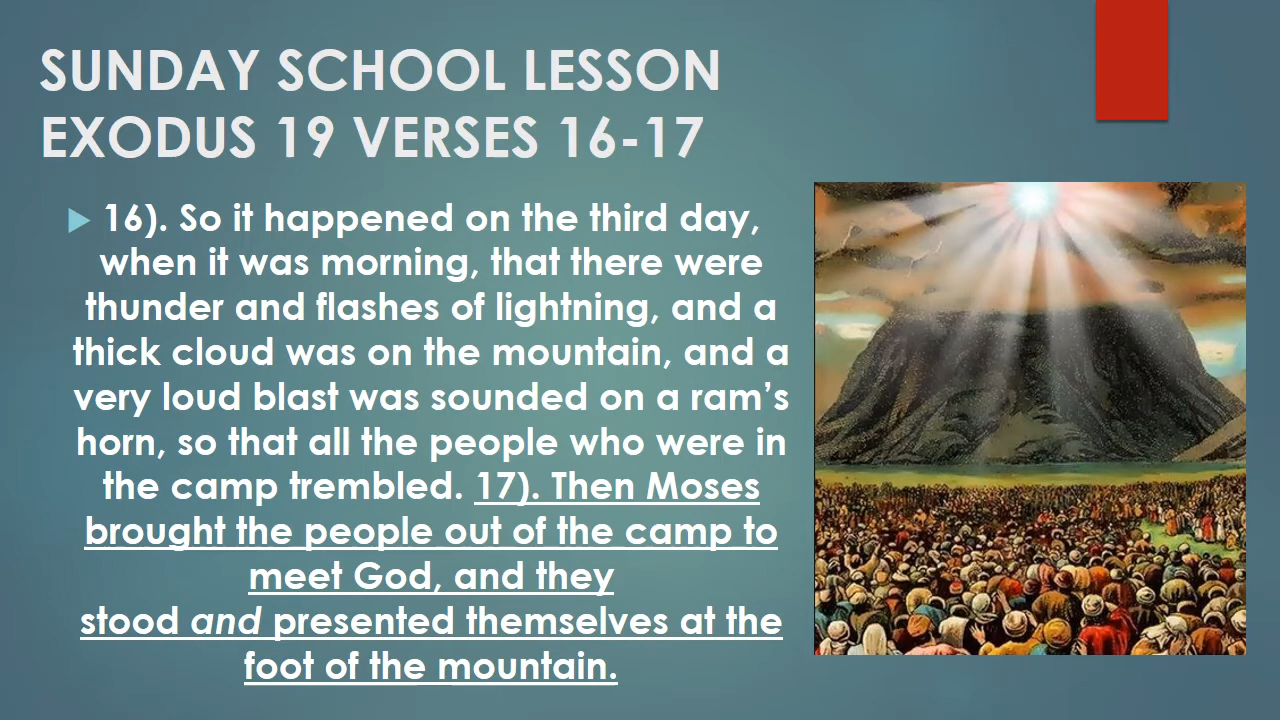 SUNDAY SCHOOL LESSON
EXODUS 19 VERSES 16-17
16). So it happened on the third day,
when it was morning, that there were
thunder and flashes of lightning, and a
thick cloud was on the mountain, and a
very loud blast was sounded on a ram’s
horn, so that all the people who were in
the camp trembled. 17). Then Moses
brought the people out of the camp to
meet God, and they
stood and presented themselves at the
foot of the mountain.